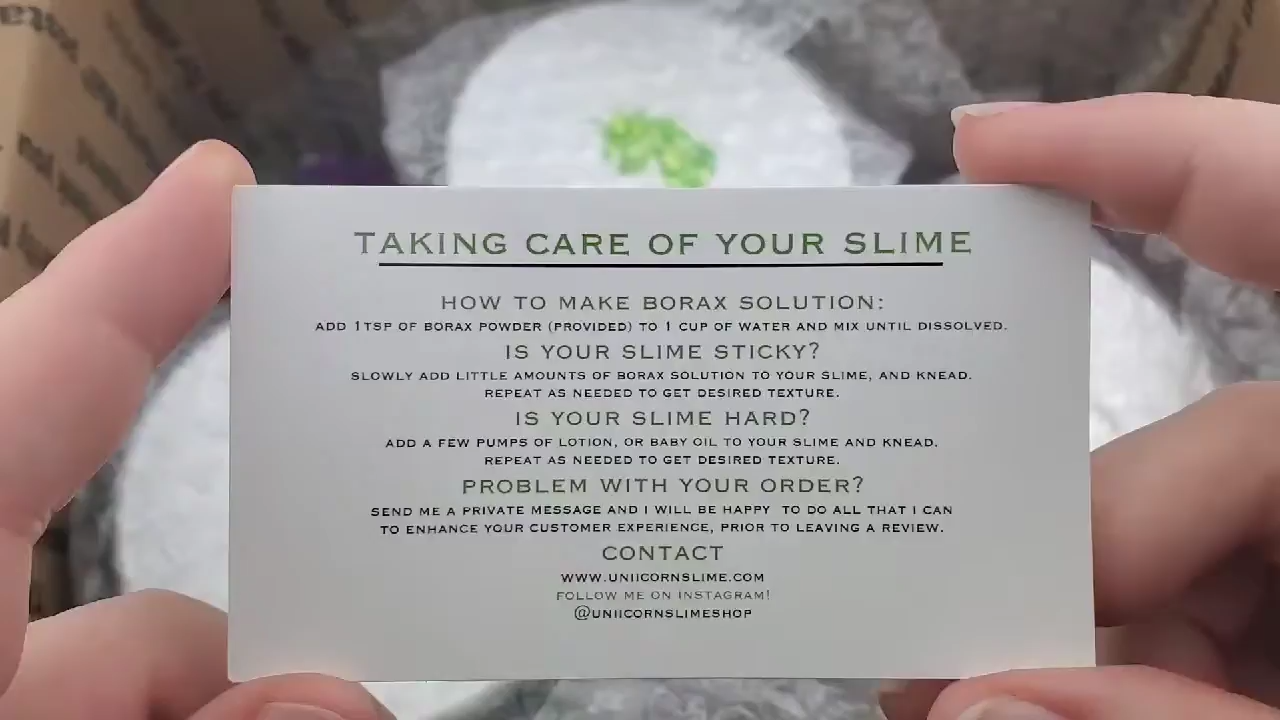 TAKING CARE OF YOUR SLIME
HOW TO MAKE BORAX SOLUTION:
ADD 1TSP OF BORAX POWDER (PROVIDED) TO 1 CUP OF WATER AND MIX UNTIL DISSOLVED.
IS YOUR SLIME STICKY?
SLOWLY ADD LITTLE AMOUNTS OF BORAX SOLUTION TO YOUR SLIME, AND KNEAD.
REPEAT AS NEEDED TO GET DESIRED TEXTURE.
IS YOUR SLIME HARD?
ADD A FEW PUMPS OF LOTION, OR BABY OIL TO YOUR SLIME AND KNEAD.
REPEAT AS NEEDED TO GET DESIRED TEXTURE.
PROBLEM WITH YOUR ORDER?
SEND ME A PRIVATE MESSAGE AND I WILL BE HAPPY TO DO ALL THAT I CAN
TO ENHANCE YOUR CUSTOMER EXPERIENCE, PRIOR TO LEAVING A REVIEW.
CONTACT
WWW.UNIICORNSLIME.COM
FOLLOW ME ON INSTAGRAM!
@UNIICORNSLIMESHOP